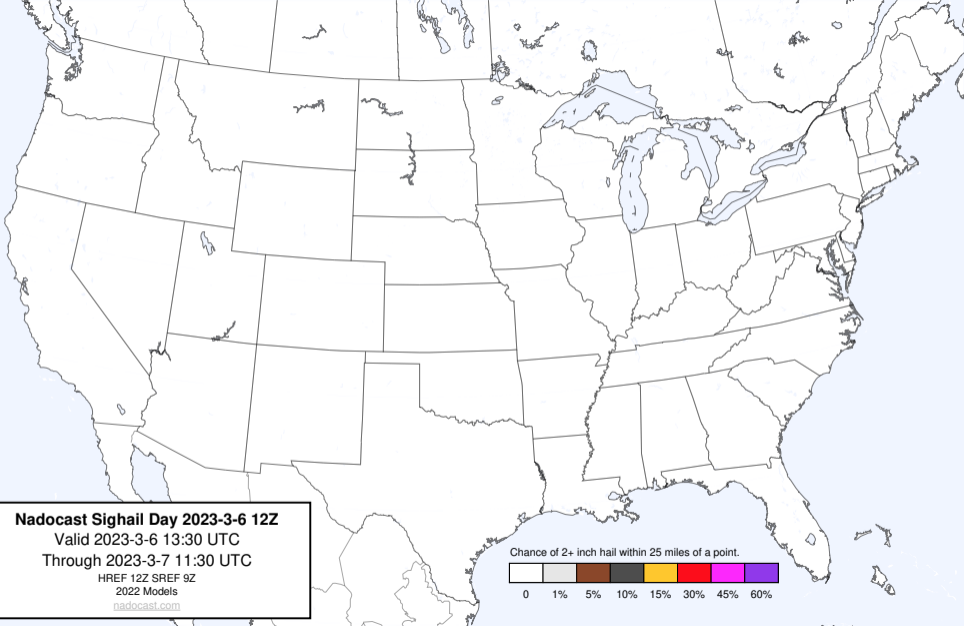 Nadocast Sighail Day 2023-3-6 12Z
Valid 2023-3-6 13:30 UTC
Through 2023-3-7 11:30 UTC
HREF 12Z SREF 9Z
2022 Models
nadocast.com
Chance of 2+ inch hail within 25 miles of a point.
0 1% 5% 10% 15% 30% 45% 60%